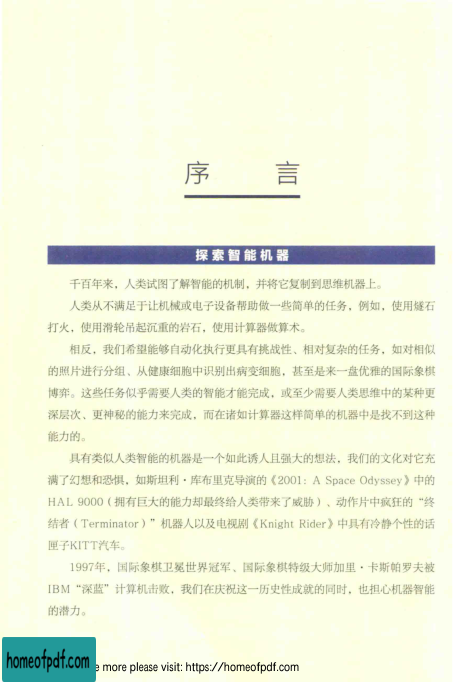 序 言
探索智能机器
千百年来，人类试图了解智能的机制，并将它复制到思维机器上。
人类从不满足于让机械或电子设备帮助做一些简单的任务，例如，使用燧石
打火，使用滑轮吊起沉重的岩石，使用计算器做算术。
相反，我们希望能够自动化执行更具有挑战性、相对复杂的任务，如对相似
的照片进行分组、从健康细胞中识别出病变细胞，甚至是来一盘优雅的国际象棋
博弈。这些任务似乎需要人类的智能才能完成，或至少需要人类思维中的某种更
深层次、更神秘的能力来完成，而在诸如计算器这样简单的机器中是找不到这种
能力的。
具有类似人类智能的机器是一个如此诱人且强大的想法，我们的文化对它充
满了幻想和恐惧，如斯坦利·库布里克导演的《2001: A Space Odyssey》中的
HAL 9000（拥有巨大的能力却最终给人类带来了威胁）、动作片中疯狂的“终
结者（Terminator）”机器人以及电视剧《Knight Rider》中具有冷静个性的话
匣子KITT汽车。
1997年，国际象棋卫冕世界冠军、国际象棋特级大师加里·卡斯帕罗夫被
IBM“深蓝”计算机击败，我们在庆祝这一历史性成就的同时，也担心机器智能
的潜力。
homeofpdf.com
more please visit: https://homeofpdf.com